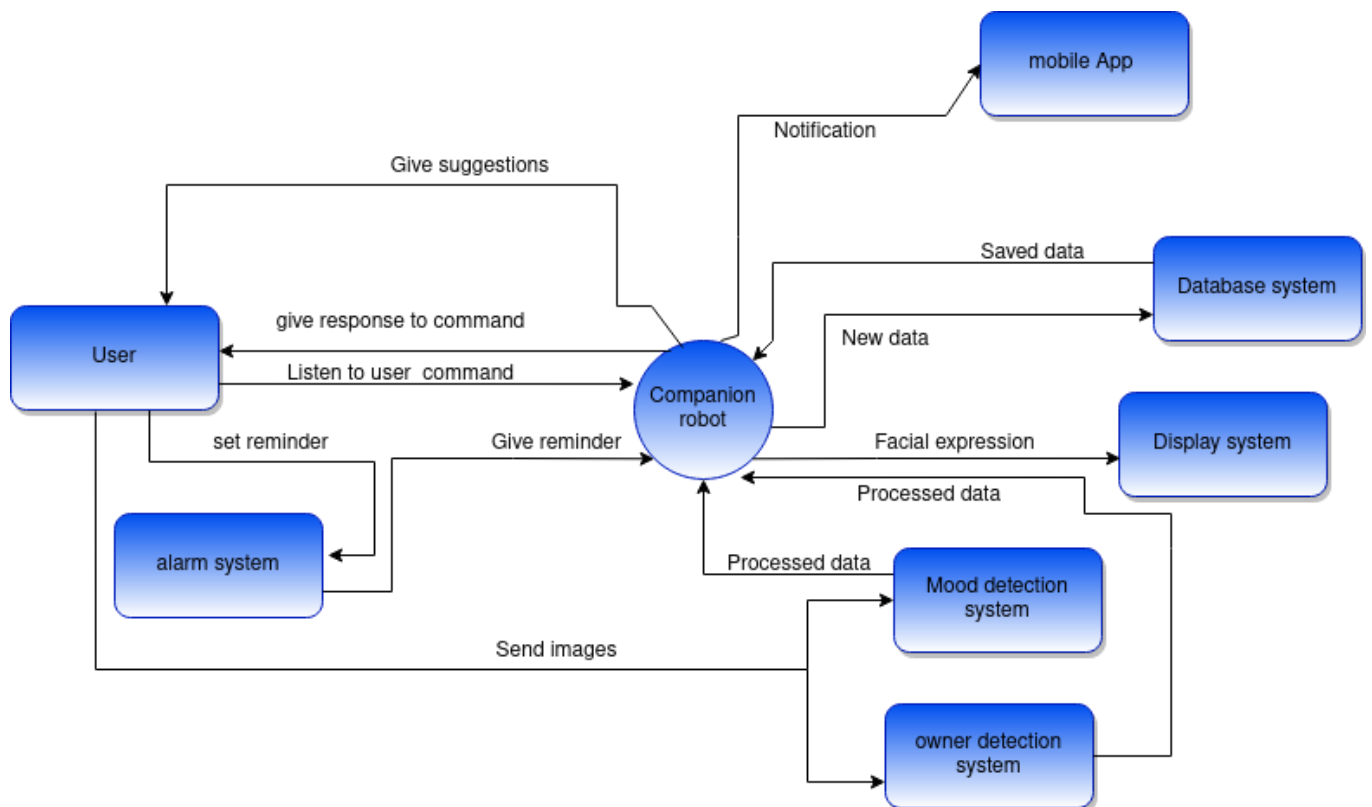 mobile App
Notification
Give suggestions
Saved data
Database system
give response to command
New data
User
Listen to user  command
Companion
robot
set reminder
Give reminder
Facial expression
Display system
Processed data
alarm system
Processed data
Mood detection
system
Send images
owner detection
system